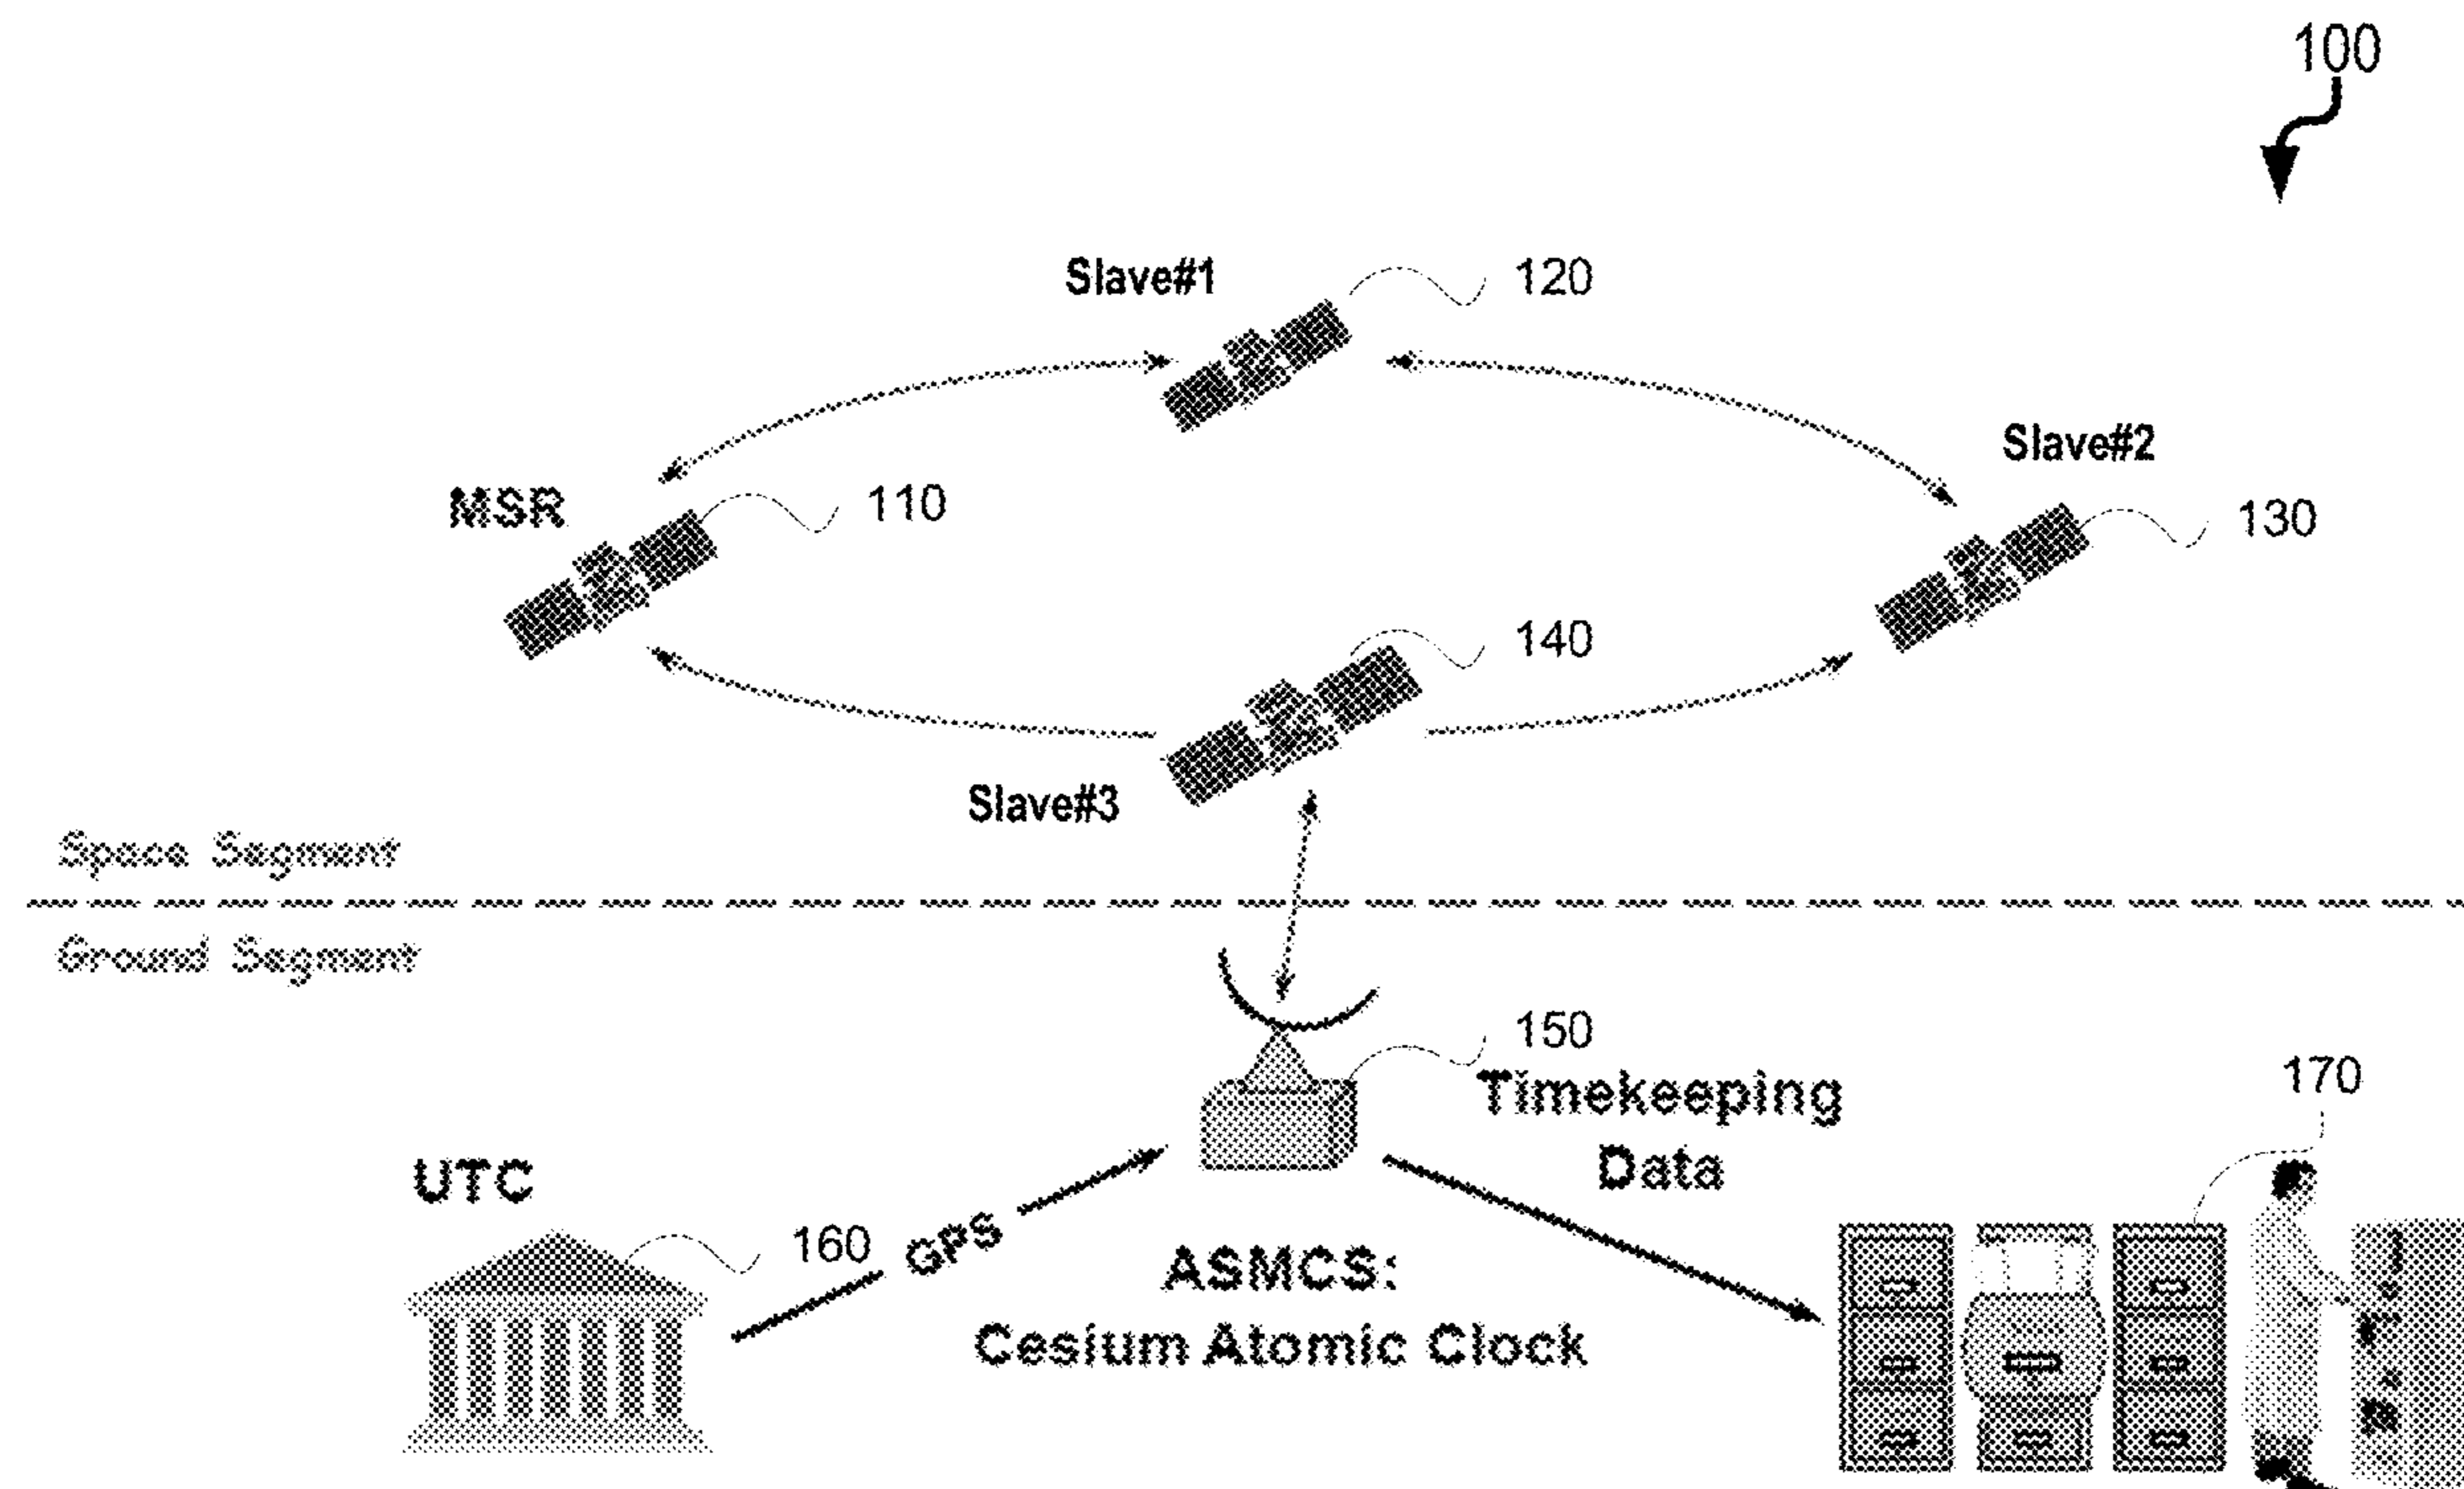 100
Slave#1
120
Slave#2
MSR
110
130
140
Slave#3
Space Segment
Ground Segment
150
Timekeeping
Data
170
UTC
160
GPS
ASMCS:
Cesium Atomic Clock